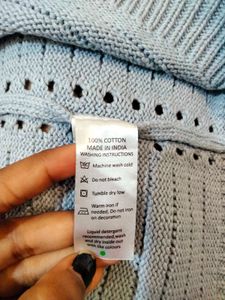 100% COTTON
MADE IN INDIA
WASHING INSTRUCTIONS
Machine wash cold
Do not bleach
Tumble dry low
Warm iron if
needed, Do not iron
on decoration
Liquid detergent
recommended, wash
and dry inside out
with like colours